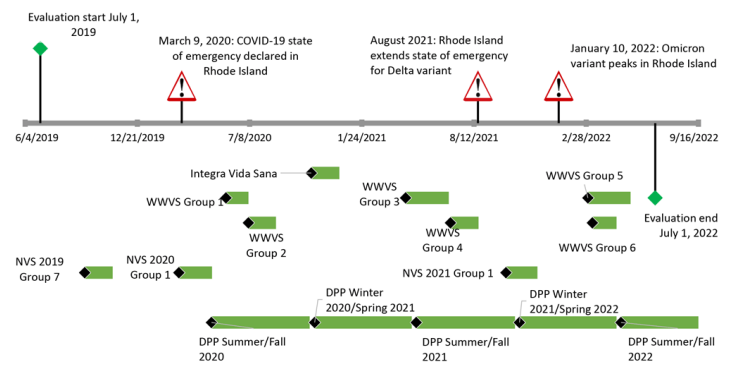 Evaluation start July 1,
2019
March 9, 2020: COVID-19 state
of emergency declared in
Rhode Island
August 2021: Rhode Island
extends state of emergency
for Delta variant
January 10, 2022: Omicron
variant peaks in Rhode Island
!
!
!
6/4/2019
12/21/2019
7/8/2020
1/24/2021
8/12/2021
2/28/2022
9/16/2022
Integra Vida Sana
WWVS Group 1
WWVS
Group 2
WWVS
Group 3
WWVS
Group 4
WWVS Group 5
WWVS Group 6
Evaluation end
July 1, 2022
NVS 2019
Group 7
NVS 2020
Group 1
NVS 2021 Group 1
DPP Winter
2020/Spring 2021
DPP Winter
2021/Spring 2022
DPP Summer/Fall
2020
DPP Summer/Fall
2021
DPP Summer/Fall
2022